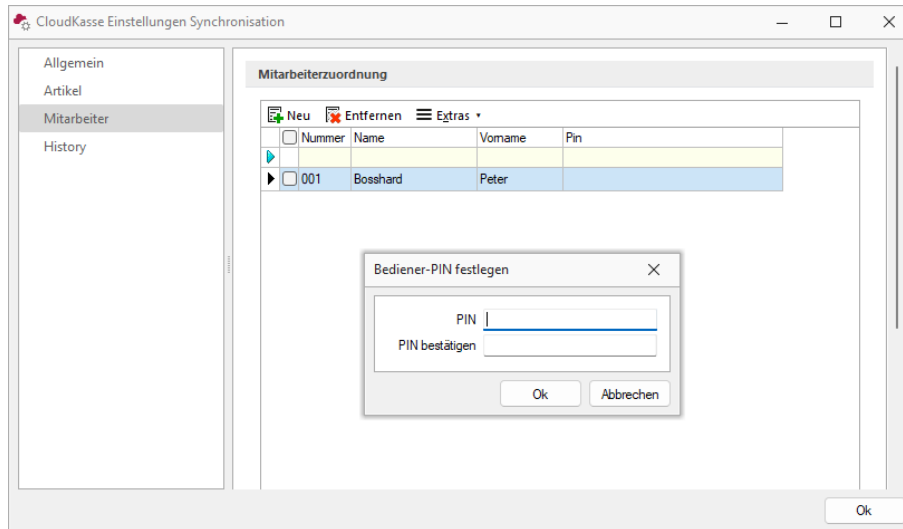 CloudKasse Einstellungen Synchronisation
Allgemein
Artikel
Mitarbeiter
History
Mitarbeiterzuordnung
Neu Entfernen Extras
Nummer Name Vorname Pin
001 Bosshard Peter
Bediener-PIN festlegen
PIN
PIN bestätigen
Ok Abbrechen
Ok